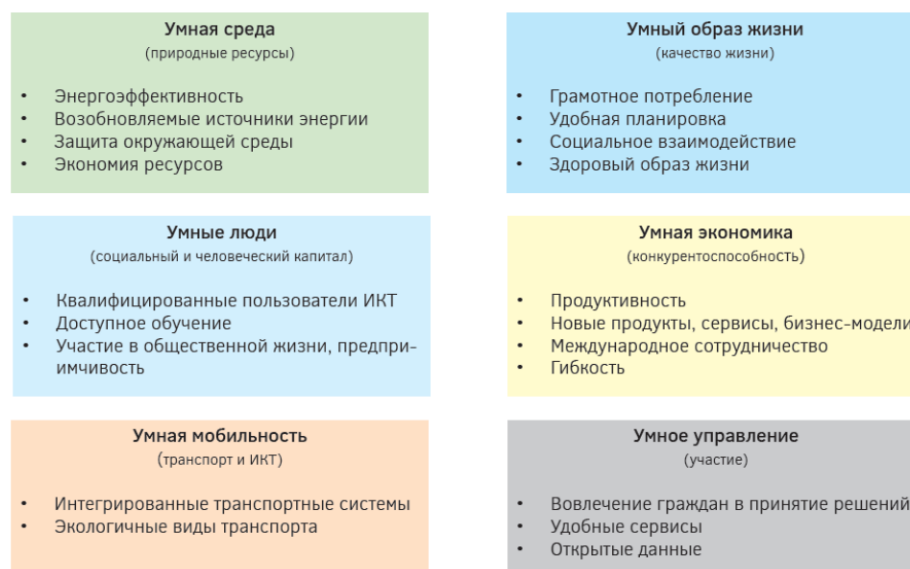 Умная среда
(природные ресурсы)
• Энергоэффективность
• Возобновляемые источники энергии
• Защита окружающей среды
• Экономия ресурсов
Умный образ жизни
(качество жизни)
• Грамотное потребление
• Удобная планировка
• Социальное взаимодействие
• Здоровый образ жизни
Умные люди
(социальный и человеческий капитал)
• Квалифицированные пользователи ИКТ
• Доступное обучение
• Участие в общественной жизни, предпри-
имчивость
Умная экономика
(конкурентоспособность)
• Продуктивность
• Новые продукты, сервисы, бизнес-модели
• Международное сотрудничество
• Гибкость
Умная мобильность
(транспорт и ИКТ)
• Интегрированные транспортные системы
• Экологичные виды транспорта
Умное управление
(участие)
• Вовлечение граждан в принятие решений
• Удобные сервисы
• Открытые данные